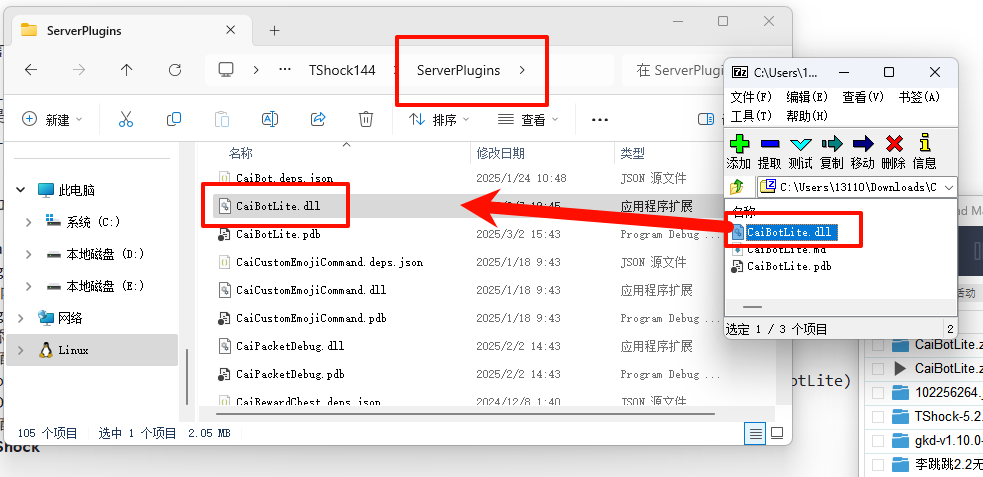 ServerPlugins
TShock144
ServerPlugins
在 ServerPlug
新建
排序
查看
名称
修改日期
类型
此电脑
系统 (C:)
本地磁盘 (D:)
本地磁盘 (E:)
网络
Linux
CaiBot.deps.json
2025/1/24 10:48
JSON 源文件
CaiBotLite.dll
应用程序扩展
CaiBotLite.pdb
2025/3/2 15:43
Program Debug ...
CaiCustomEmojiCommand.deps.json
2025/1/18 9:43
JSON 源文件
CaiCustomEmojiCommand.dll
2025/1/18 9:43
应用程序扩展
CaiCustomEmojiCommand.pdb
2025/1/18 9:43
Program Debug ...
CaiPacketDebug.dll
2025/2/2 14:43
应用程序扩展
CaiPacketDebug.pdb
2025/2/2 14:43
Program Debug ...
CaiRewardChest.deps.json
2024/12/8 1:40
JSON 源文件
105 个项目
选中 1 个项目 2.05 MB
hock
C:\Users\1...
文件(F) 编辑(E) 查看(V) 书签(A)
工具(T) 帮助(H)
添加 提取 测试 复制 移动 删除 信息
C:\Users\13110\Downloads\C
名称
CaiBotLite.dll
CaiBotLite.md
CaiBotLite.pdb
选定 1 / 3 个项目
2
d Ma
活动
otLite)
CaiBotLite.z
CaiBotLite.z
102256264.
TShock-5.2.
gkd-v1.10.0-
李跳跳2.2无